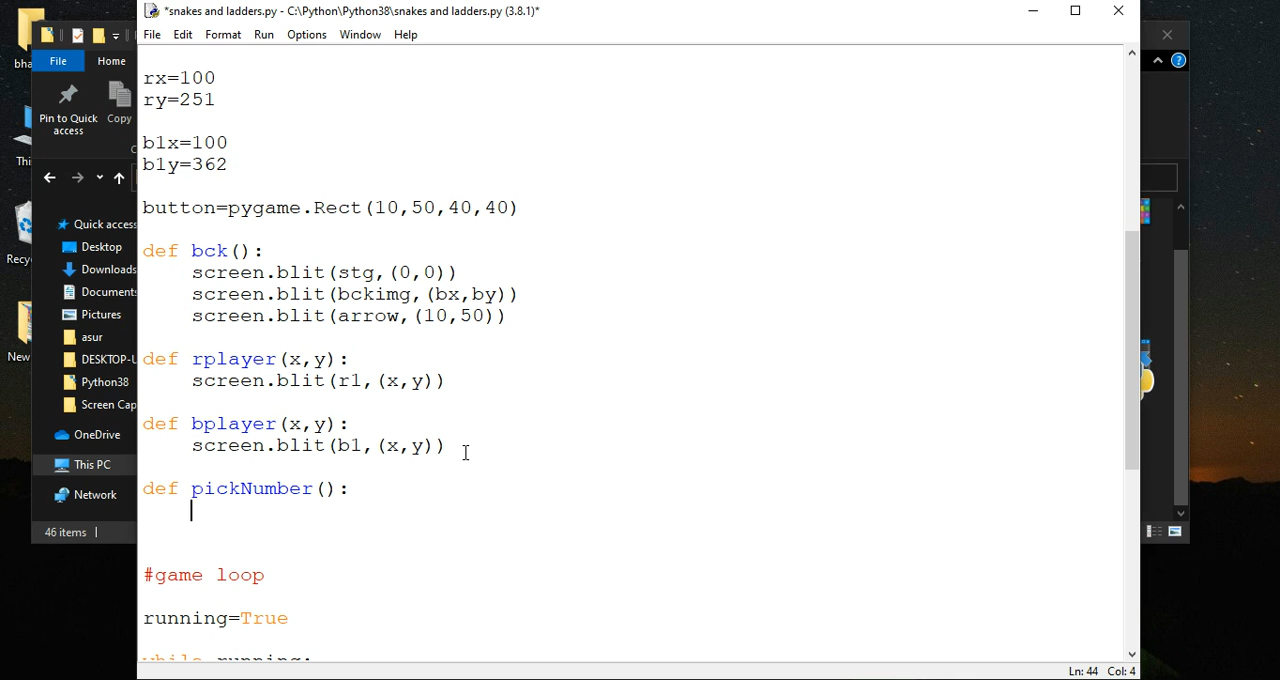 *snakes and ladders.py - C:\Python\Python38\snakes and ladders.py (3.8.1)*
File Edit Format Run Options Window Help
File Home
Pin to Quick access
Copy
Quick access
Desktop
Downloads
Documents
Pictures
asur
DESKTOP-L
Python38
Screen Cap
OneDrive
This PC
Network
46 items
rx=100
ry=251
b1x=100
b1y=362
button=pygame.Rect(10,50,40,40)
def bck():
    screen.blit(stg,(0,0))
    screen.blit(bckimg,(bx,by))
    screen.blit(arrow,(10,50))
def rplayer(x,y):
    screen.blit(r1,(x,y))
def bplayer(x,y):
    screen.blit(b1,(x,y))
def pickNumber():
#game loop
running=True
while running:
Ln: 44 Col: 4